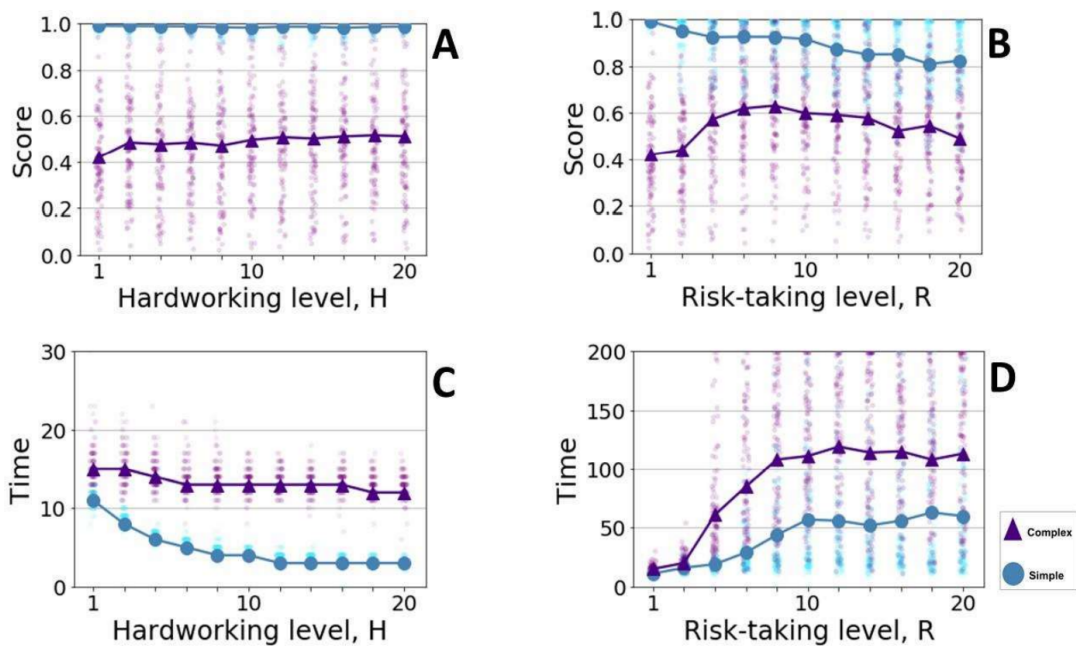 A
1.0
0.8
0.6
0.4
0.2
0.0
Score
1 10 20
Hardworking level, H
B
1.0
0.8
0.6
0.4
0.2
0.0
Score
1 10 20
Risk-taking level, R
C
30
20
10
0
Time
1 10 20
Hardworking level, H
D
200
150
100
50
0
Time
1 10 20
Risk-taking level, R
Complex
Simple